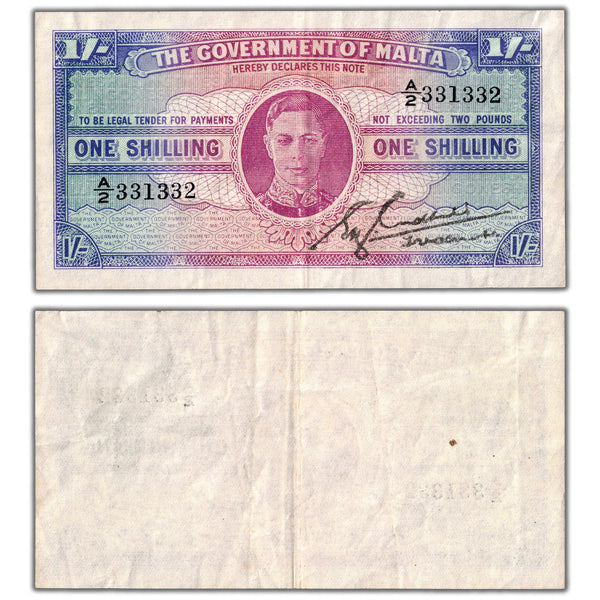 1/- 1/-
THE GOVERNMENT OF MALTA
HEREBY DECLARES THIS NOTE
A/2 331332
TO BE LEGAL TENDER FOR PAYMENTS NOT EXCEEDING TWO POUNDS
ONE SHILLING ONE SHILLING
A/2 331332
1/- 1/-